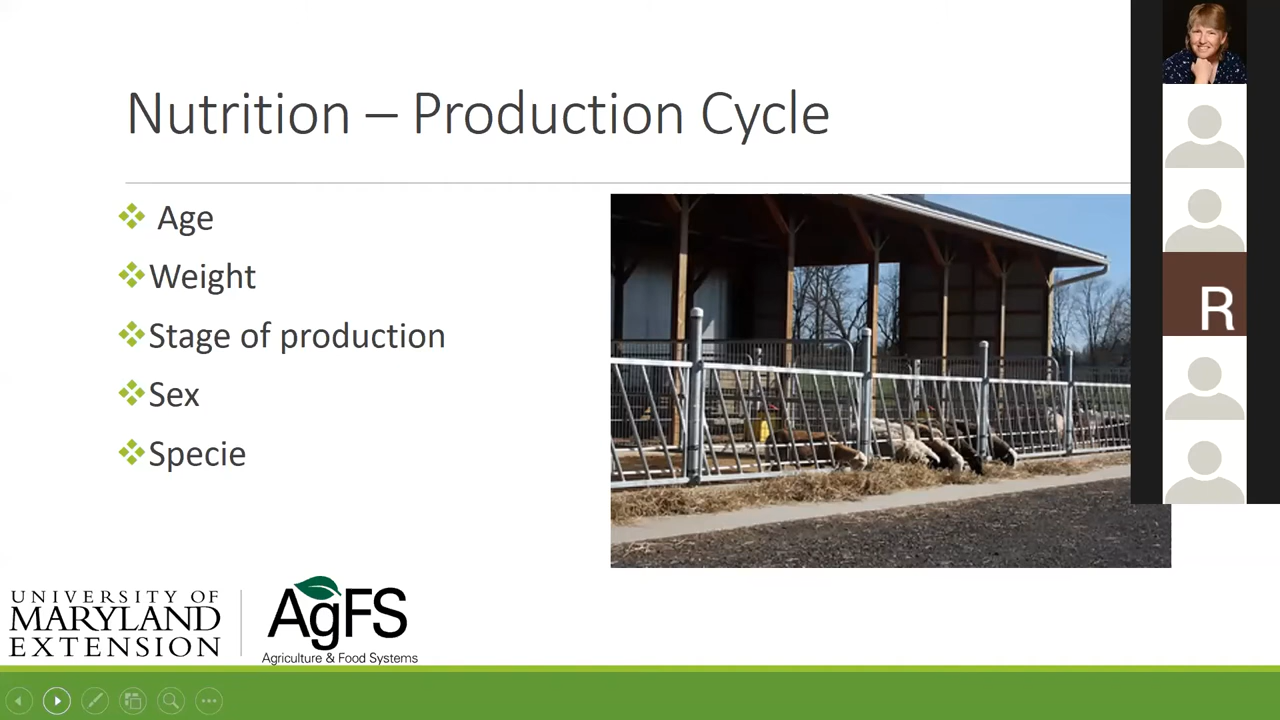 Nutrition – Production Cycle
Age
Weight
Stage of production
Sex
Specie
R
UNIVERSITY OF
MARYLAND
EXTENSION
AgFS
Agriculture & Food Systems